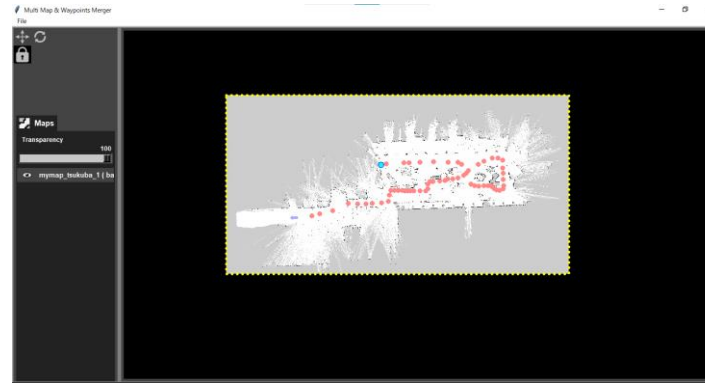 Multi Map & Waypoints Merger
File
Maps
Transparency
100
mymap_tsukuba_1 ( ba